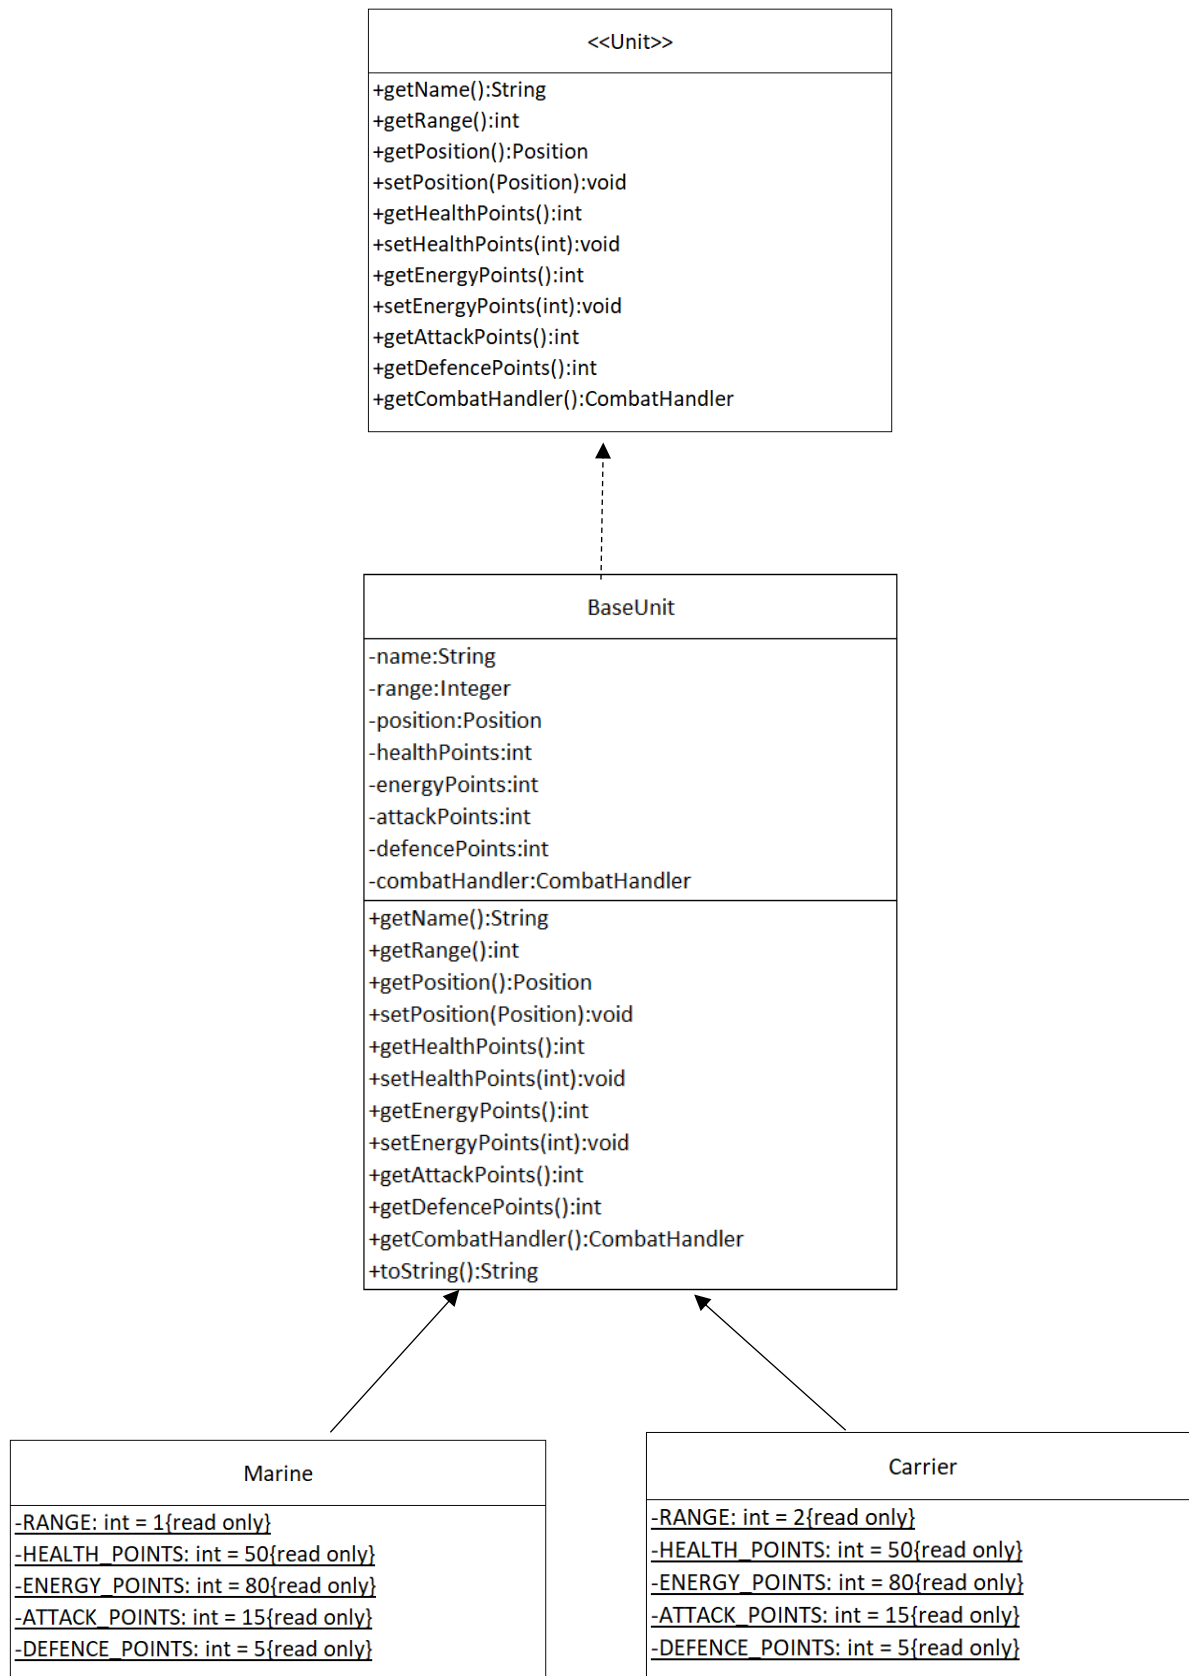 <<Unit>>
+getName():String
+getRange():int
+getPosition():Position
+setPosition(Position):void
+getHealthPoints():int
+setHealthPoints(int):void
+getEnergyPoints():int
+setEnergyPoints(int):void
+getAttackPoints():int
+getDefencePoints():int
+getCombatHandler():CombatHandler
BaseUnit
-name:String
-range:Integer
-position:Position
-healthPoints:int
-energyPoints:int
-attackPoints:int
-defencePoints:int
-combatHandler:CombatHandler
+getName():String
+getRange():int
+getPosition():Position
+setPosition(Position):void
+getHealthPoints():int
+setHealthPoints(int):void
+getEnergyPoints():int
+setEnergyPoints(int):void
+getAttackPoints():int
+getDefencePoints():int
+getCombatHandler():CombatHandler
+toString():String
Marine
-RANGE: int = 1{read only}
-HEALTH_POINTS: int = 50{read only}
-ENERGY_POINTS: int = 80{read only}
-ATTACK_POINTS: int = 15{read only}
-DEFENCE_POINTS: int = 5{read only}
Carrier
-RANGE: int = 2{read only}
-HEALTH_POINTS: int = 50{read only}
-ENERGY_POINTS: int = 80{read only}
-ATTACK_POINTS: int = 15{read only}
-DEFENCE_POINTS: int = 5{read only}